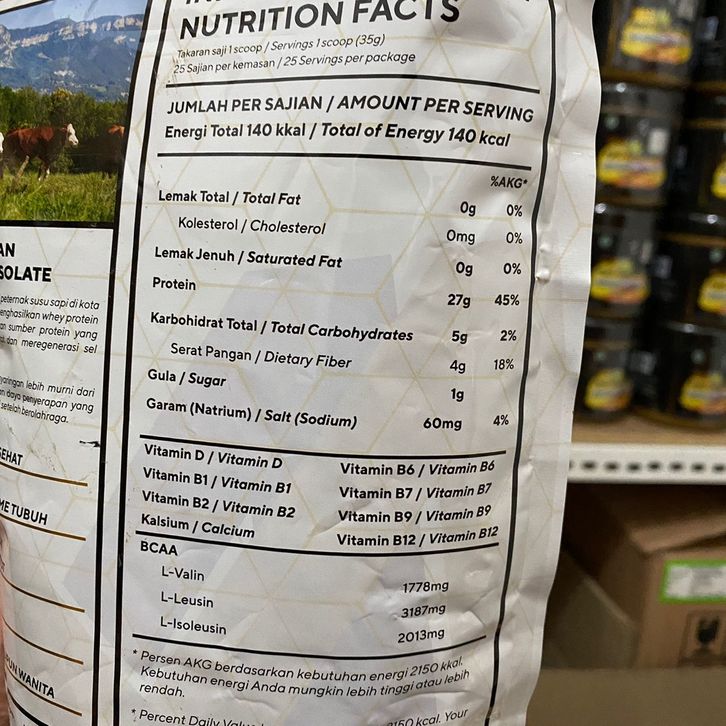 NUTRITION FACTS
Takaran saji 1 scoop / Servings 1 scoop (35g)
25 Sajian per kemasan / 25 Servings per package
JUMLAH PER SAJIAN / AMOUNT PER SERVING
Energi Total 140 kkal / Total of Energy 140 kcal
%AKG*
Lemak Total / Total Fat 0g 0%
Kolesterol / Cholesterol 0mg 0%
Lemak Jenuh / Saturated Fat 0g 0%
Protein 27g 45%
Karbohidrat Total / Total Carbohydrates 5g 2%
Serat Pangan / Dietary Fiber 4g 18%
Gula / Sugar 1g
Garam (Natrium) / Salt (Sodium) 60mg 4%
Vitamin D / Vitamin D Vitamin B6 / Vitamin B6
Vitamin B1 / Vitamin B1 Vitamin B7 / Vitamin B7
Vitamin B2 / Vitamin B2 Vitamin B9 / Vitamin B9
Kalsium / Calcium Vitamin B12 / Vitamin B12
BCAA
L-Valin 1778mg
L-Leusin 3187mg
L-Isoleusin 2013mg
* Persen AKG berdasarkan kebutuhan energi 2150 kkal.
Kebutuhan energi Anda mungkin lebih tinggi atau lebih
rendah.
* Percent Daily 2150 kcal. Your
AN
SOLATE
peternak susu sapi di kota
enghasilkan whey protein
an sumber protein yang
dan meregenerasi sel
yaringan lebih murni dari
an daya penyerapan yang
setelah berolahraga.
EHAT
ME TUBUH
UN WANITA